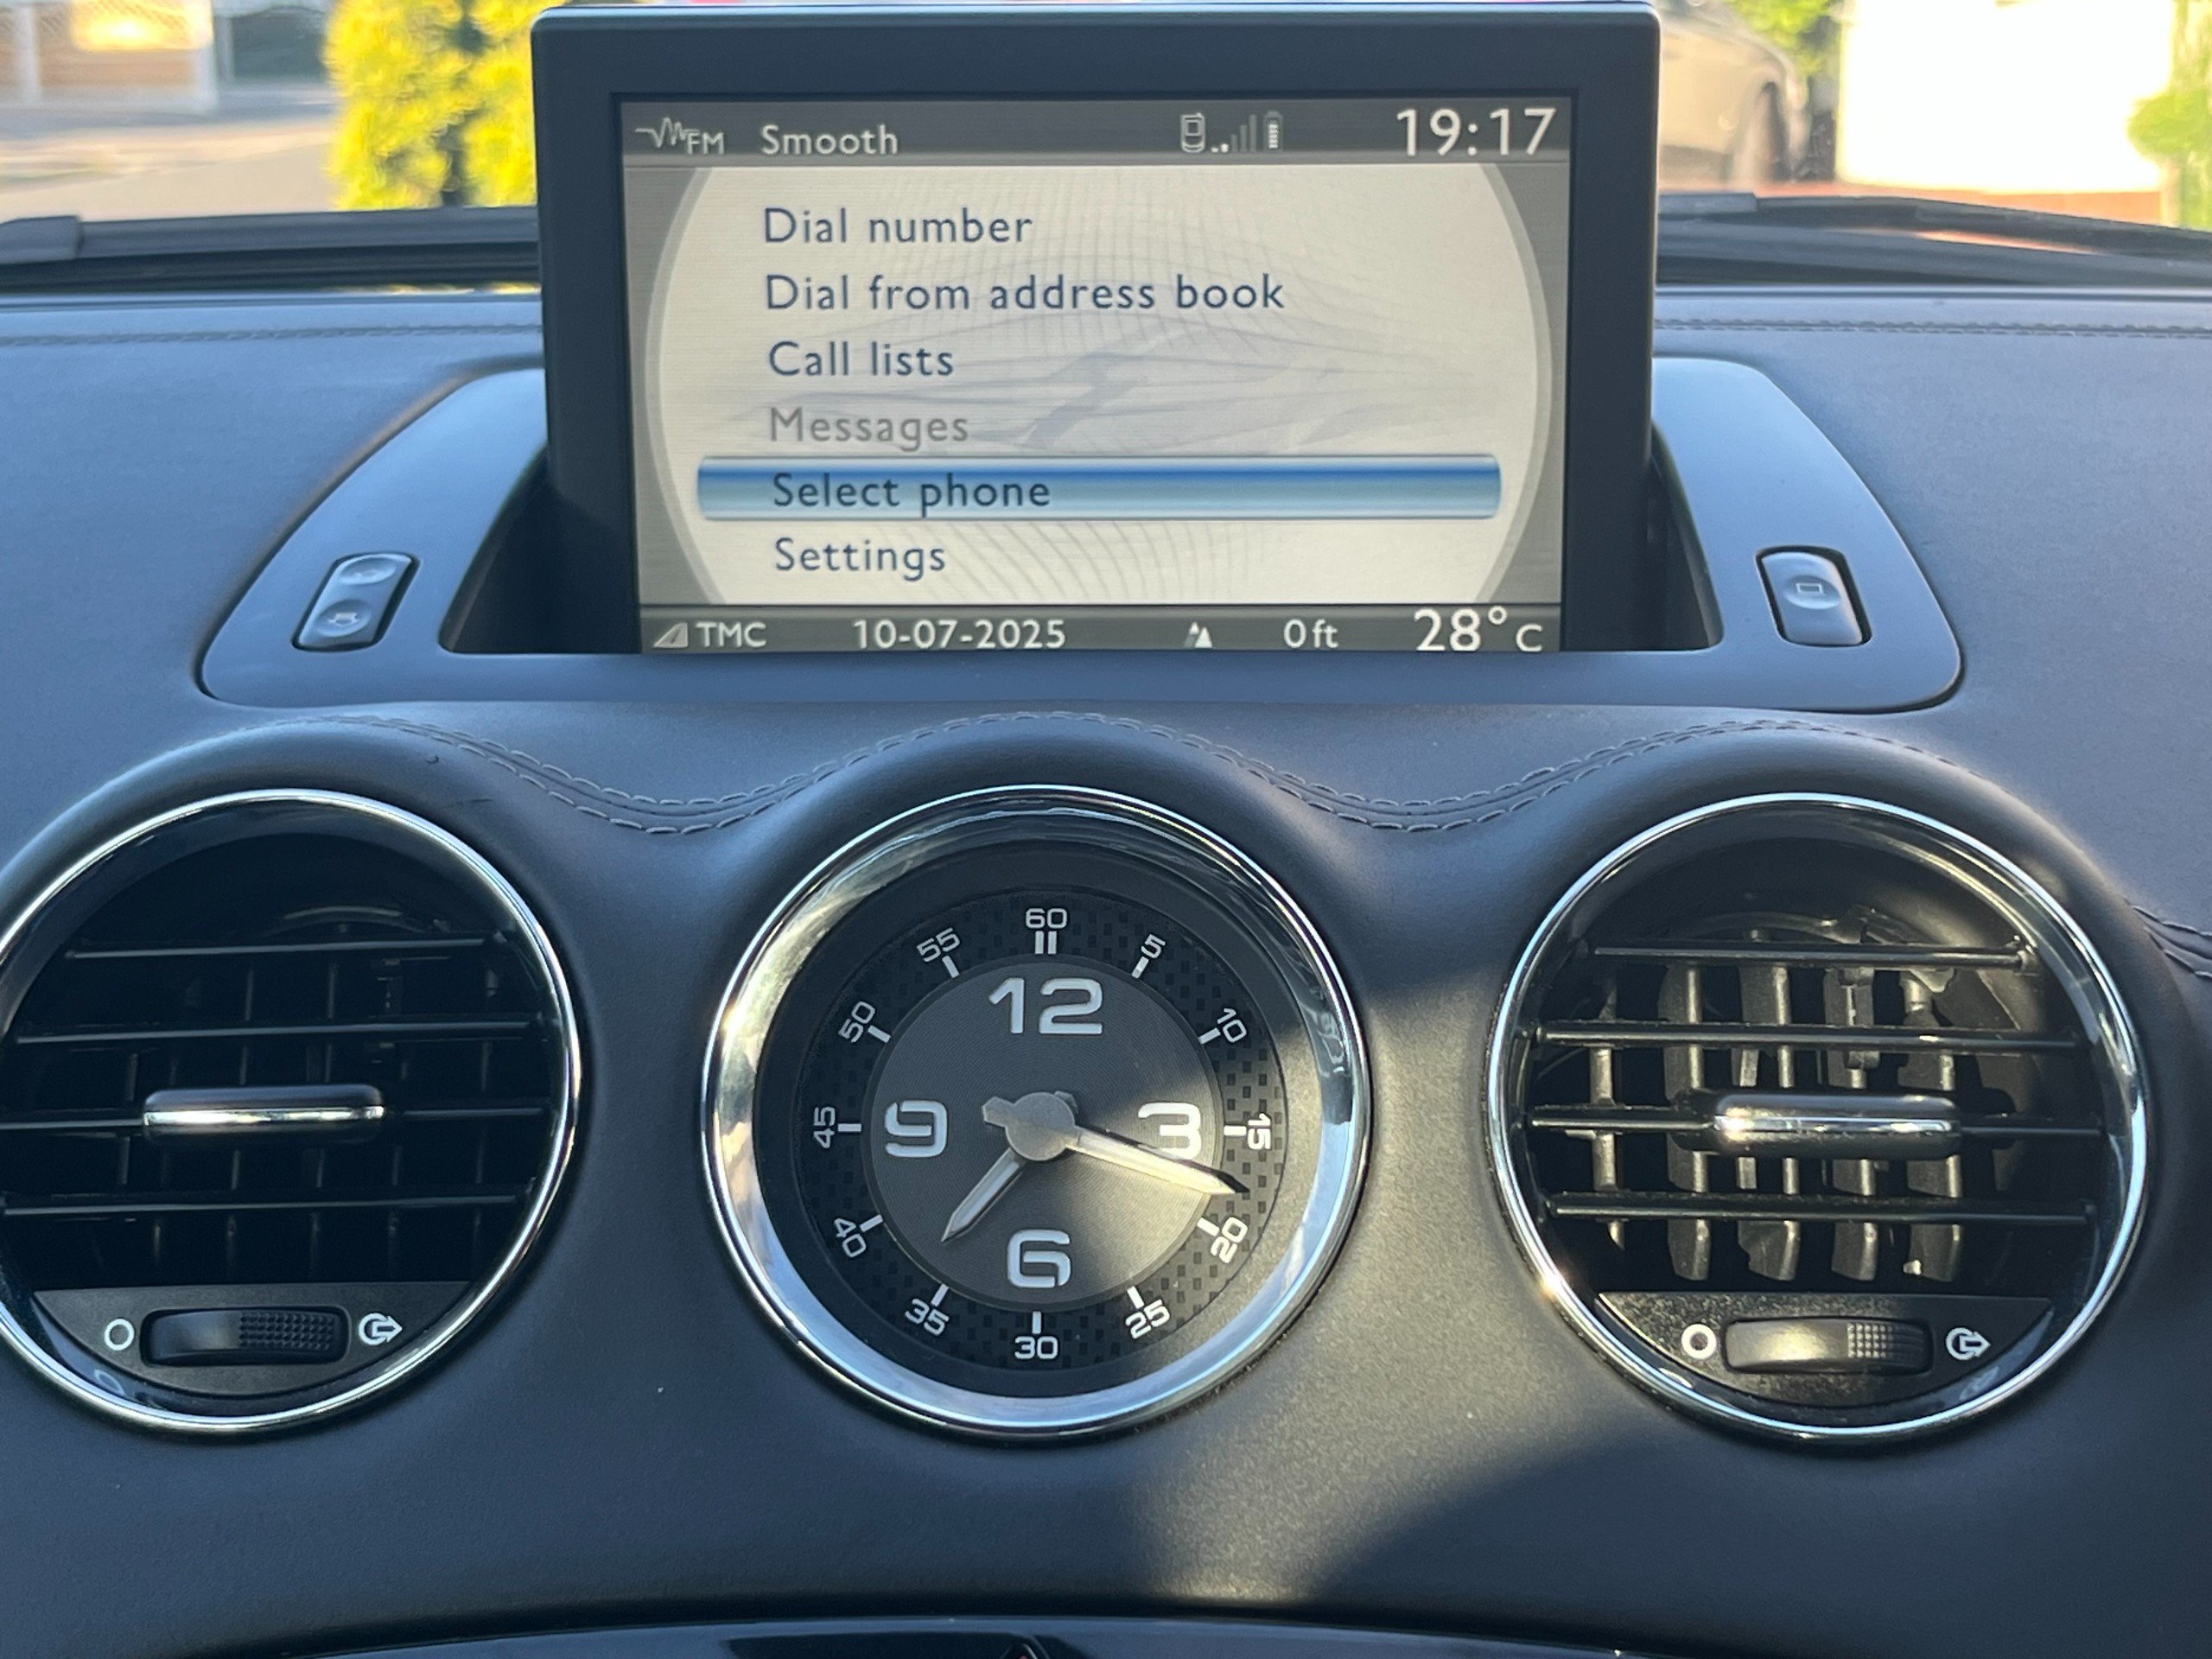 FM Smooth 19:17
Dial number
Dial from address book
Call lists
Messages
Select phone
Settings
TMC 10-07-2025 0ft 28°C
60
55 5
12
50 10
45 9 3 15
40 20
6
35 25
30